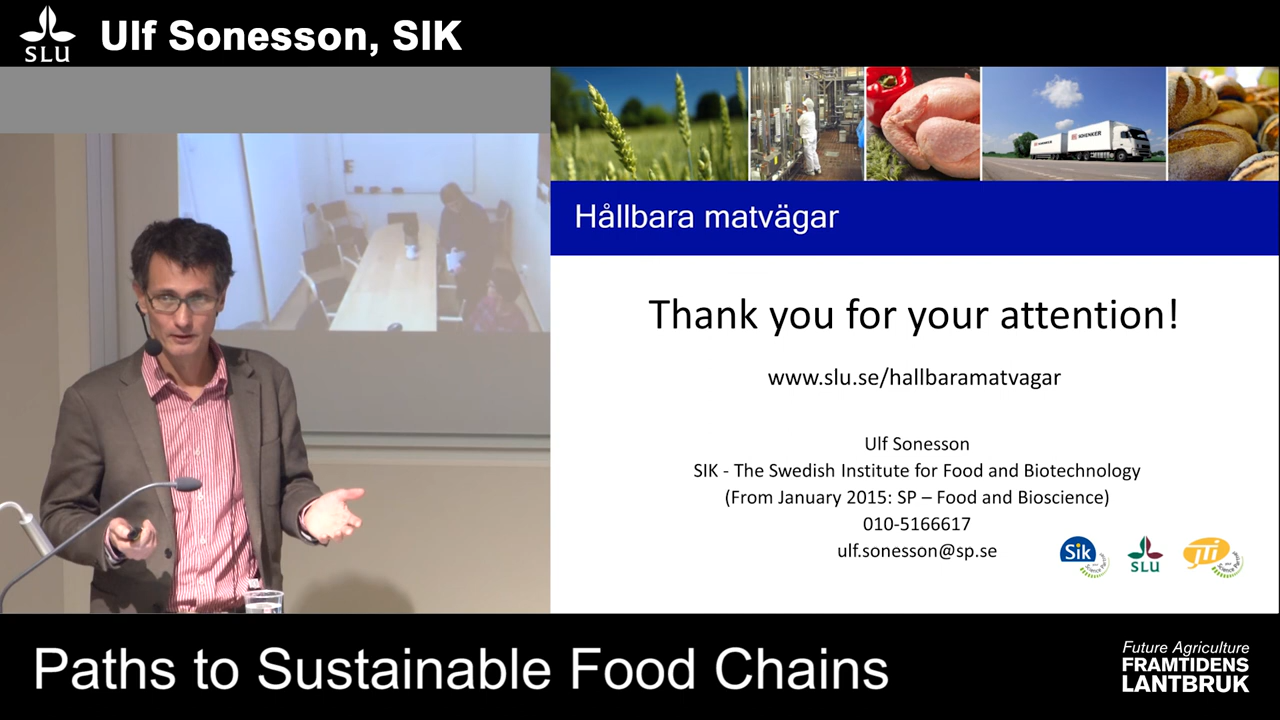 SLU
Ulf Sonesson, SIK
SCHENKER
Hållbara matvägar
Thank you for your attention!
www.slu.se/hallbaramatvagar
Ulf Sonesson
SIK - The Swedish Institute for Food and Biotechnology
(From January 2015: SP – Food and Bioscience)
010-5166617
ulf.sonesson@sp.se
Sik
SLU
JTI
Paths to Sustainable Food Chains
Future Agriculture
FRAMTIDENS
LANTBRUK